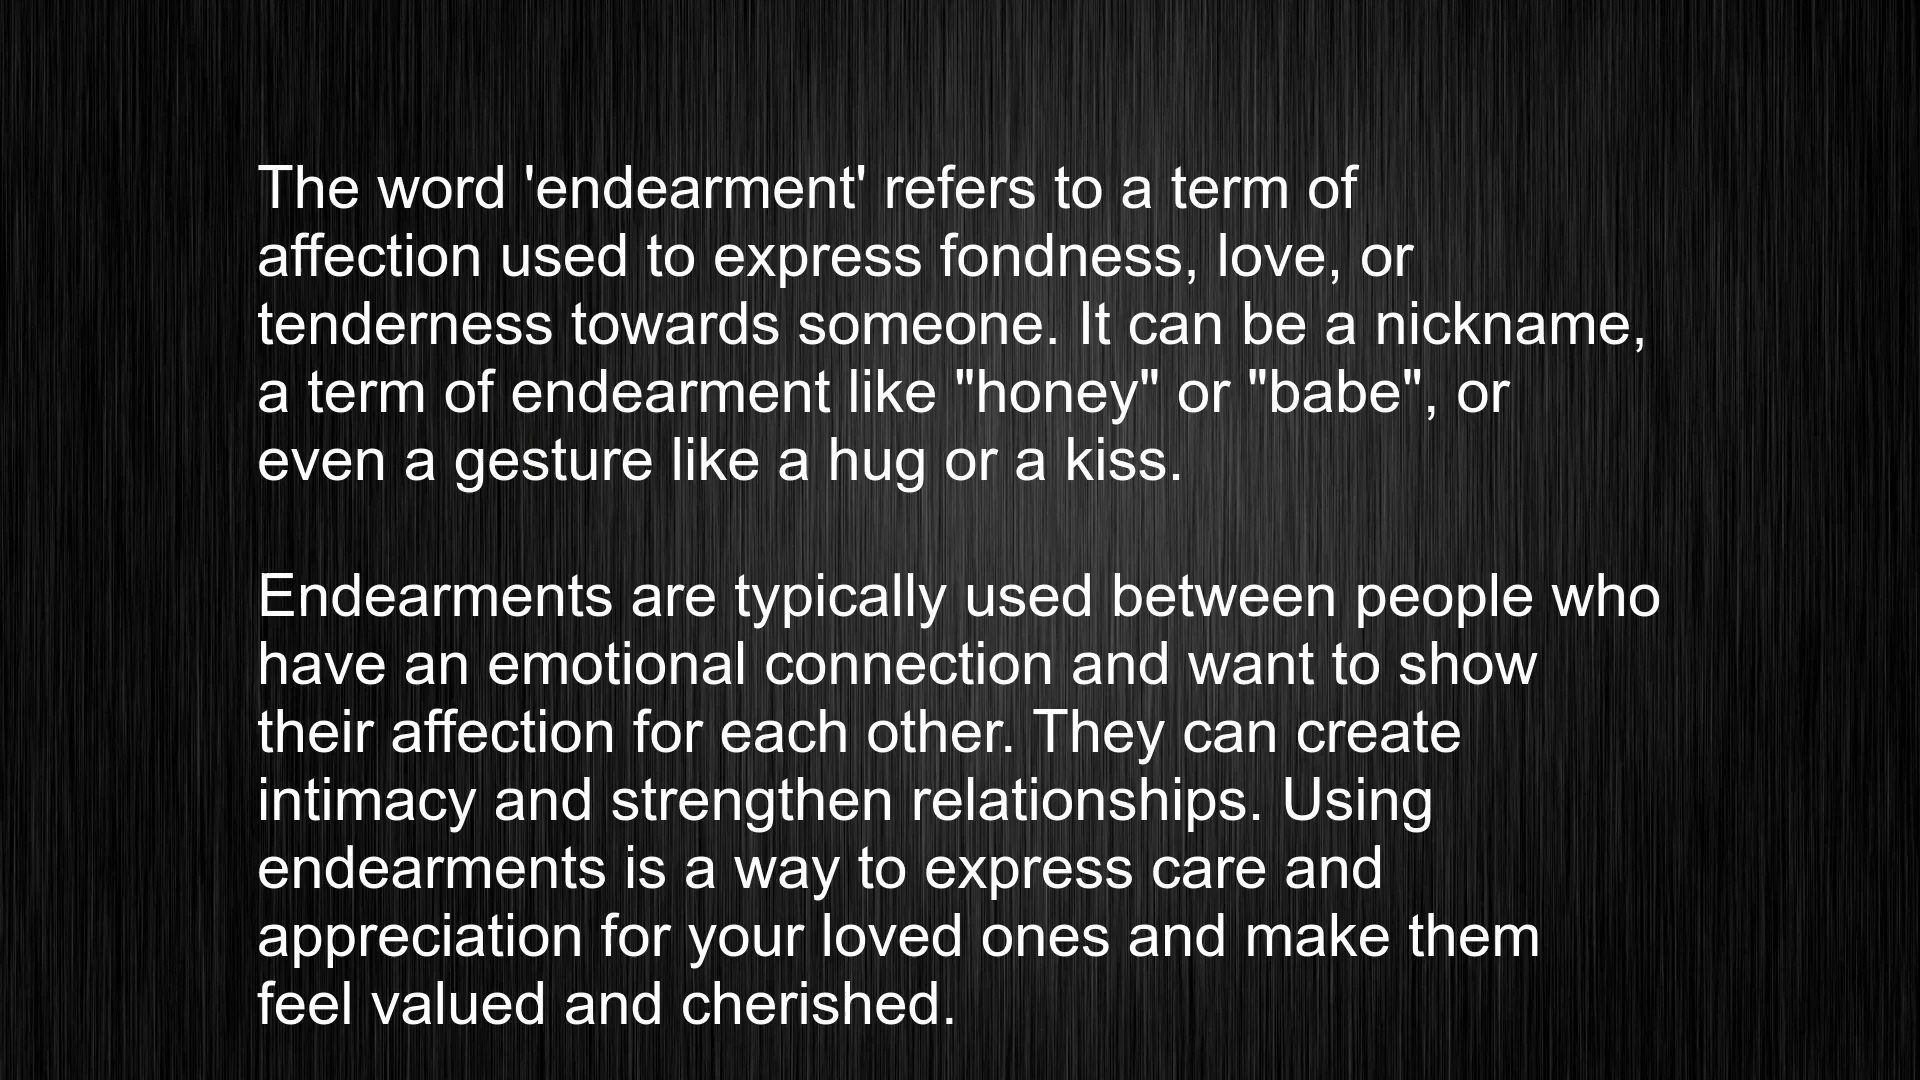 The word 'endearment' refers to a term of
affection used to express fondness, love, or
tenderness towards someone. It can be a nickname,
a term of endearment like "honey" or "babe", or
even a gesture like a hug or a kiss.
Endearments are typically used between people who
have an emotional connection and want to show
their affection for each other. They can create
intimacy and strengthen relationships. Using
endearments is a way to express care and
appreciation for your loved ones and make them
feel valued and cherished.